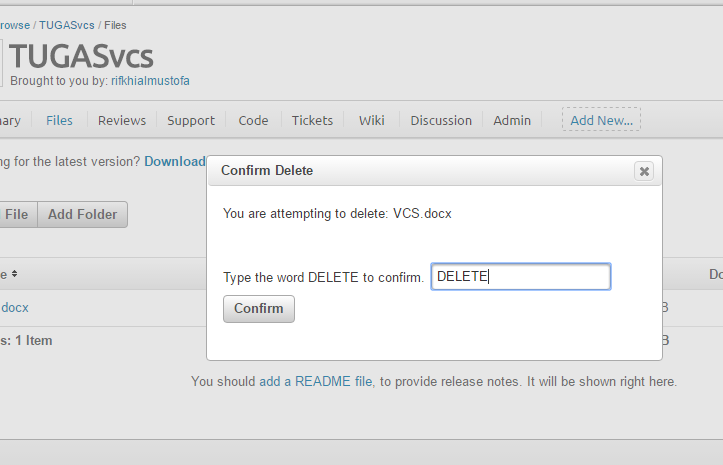 rowse / TUGASvcs / Files
TUGASvcs
Brought to you by: rifkhialmustofa
nary Files Reviews Support Code Tickets Wiki Discussion Admin Add New...
ng for the latest version? Download
File Add Folder
Confirm Delete
You are attempting to delete: VCS.docx
Type the word DELETE to confirm. DELETE
Confirm
e Do
.docx B
s: 1 Item B
You should add a README file, to provide release notes. It will be shown right here.